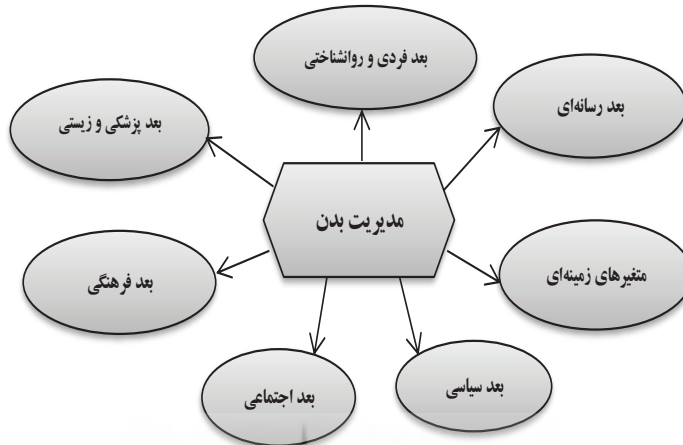 بعد فردی و روانشناختی
بعد رسانه‌ای
بعد پزشکی و زیستی
مدیریت بدن
متغیرهای زمینه‌ای
بعد فرهنگی
بعد سیاسی
بعد اجتماعی